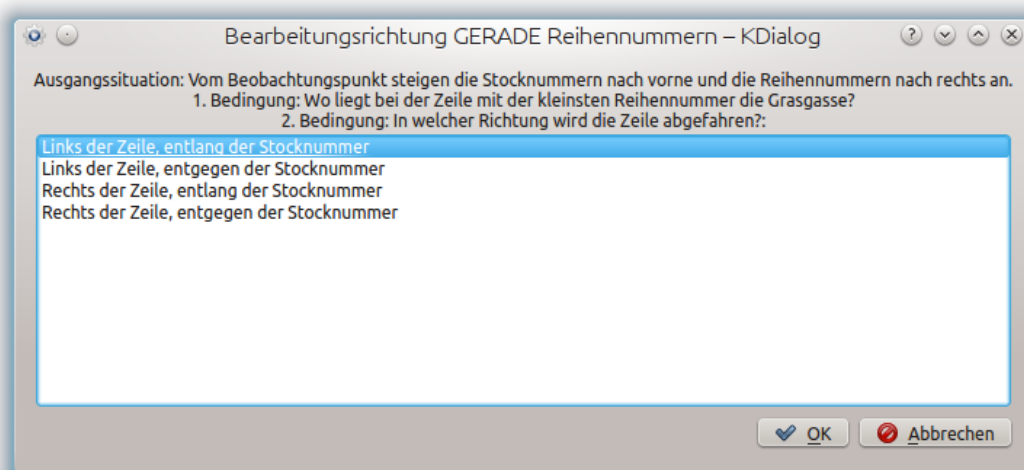 Bearbeitungsrichtung GERADE Reihennummern – KDialog
Ausgangssituation: Vom Beobachtungspunkt steigen die Stocknummern nach vorne und die Reihennummern nach rechts an.
1. Bedingung: Wo liegt bei der Zeile mit der kleinsten Reihennummer die Grasgasse?
2. Bedingung: In welcher Richtung wird die Zeile abgefahren?:
Links der Zeile, entlang der Stocknummer
Links der Zeile, entgegen der Stocknummer
Rechts der Zeile, entlang der Stocknummer
Rechts der Zeile, entgegen der Stocknummer
OK
Abbrechen